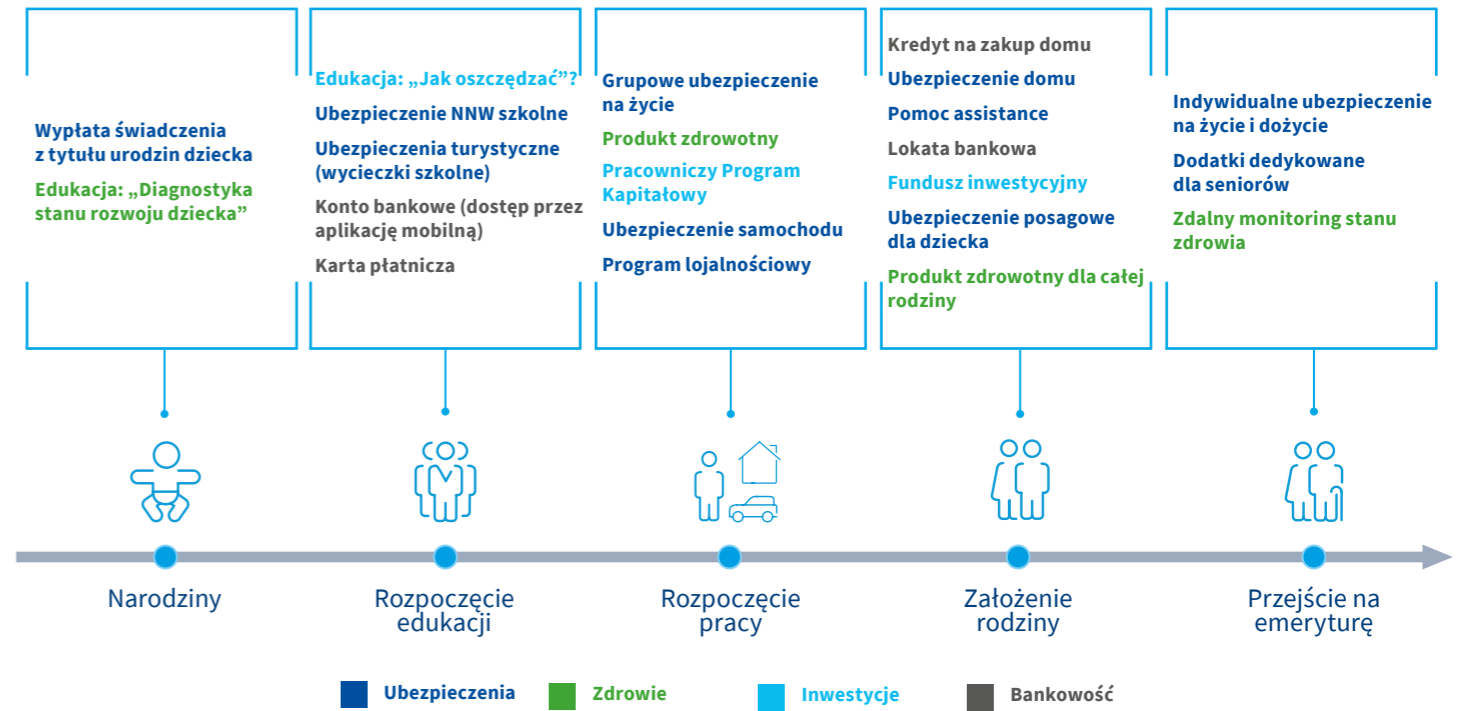 Wypłata świadczenia
z tytułu urodzin dziecka
Edukacja: „Diagnostyka
stanu rozwoju dziecka”
Edukacja: „Jak oszczędzać”?
Ubezpieczenie NNW szkolne
Ubezpieczenia turystyczne
(wycieczki szkolne)
Konto bankowe (dostęp przez
aplikację mobilną)
Karta płatnicza
Grupowe ubezpieczenie
na życie
Produkt zdrowotny
Pracowniczy Program
Kapitałowy
Ubezpieczenie samochodu
Program lojalnościowy
Kredyt na zakup domu
Ubezpieczenie domu
Pomoc assistance
Lokata bankowa
Fundusz inwestycyjny
Ubezpieczenie posagowe
dla dziecka
Produkt zdrowotny dla całej
rodziny
Indywidualne ubezpieczenie
na życie i dożycie
Dodatki dedykowane
dla seniorów
Zdalny monitoring stanu
zdrowia
Narodziny
Rozpoczęcie
edukacji
Rozpoczęcie
pracy
Założenie
rodziny
Przejście na
emeryturę
Ubezpieczenia
Zdrowie
Inwestycje
Bankowość